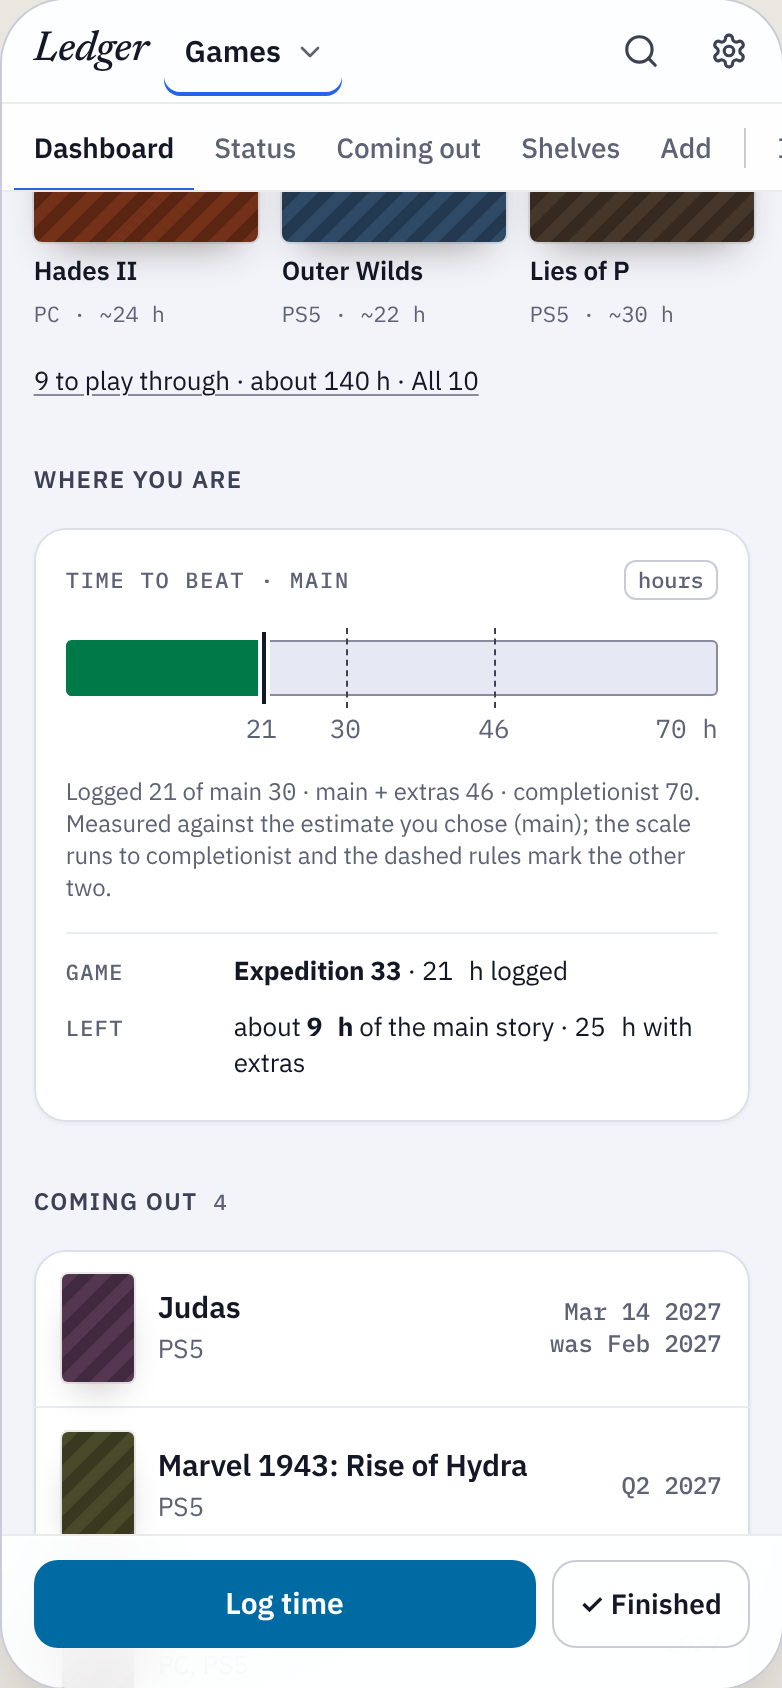 Ledger Games
Dashboard Status Coming out Shelves Add
Hades II Outer Wilds Lies of P
PC · ~24 h PS5 · ~22 h PS5 · ~30 h
9 to play through · about 140 h · All 10
WHERE YOU ARE
TIME TO BEAT · MAIN hours
21 30 46 70 h
Logged 21 of main 30 · main + extras 46 · completionist 70.
Measured against the estimate you chose (main); the scale
runs to completionist and the dashed rules mark the other
two.
GAME Expedition 33 · 21 h logged
LEFT about 9 h of the main story · 25 h with
extras
COMING OUT 4
Judas Mar 14 2027
PS5 was Feb 2027
Marvel 1943: Rise of Hydra Q2 2027
PS5
Log time ✓ Finished
PC, PS5